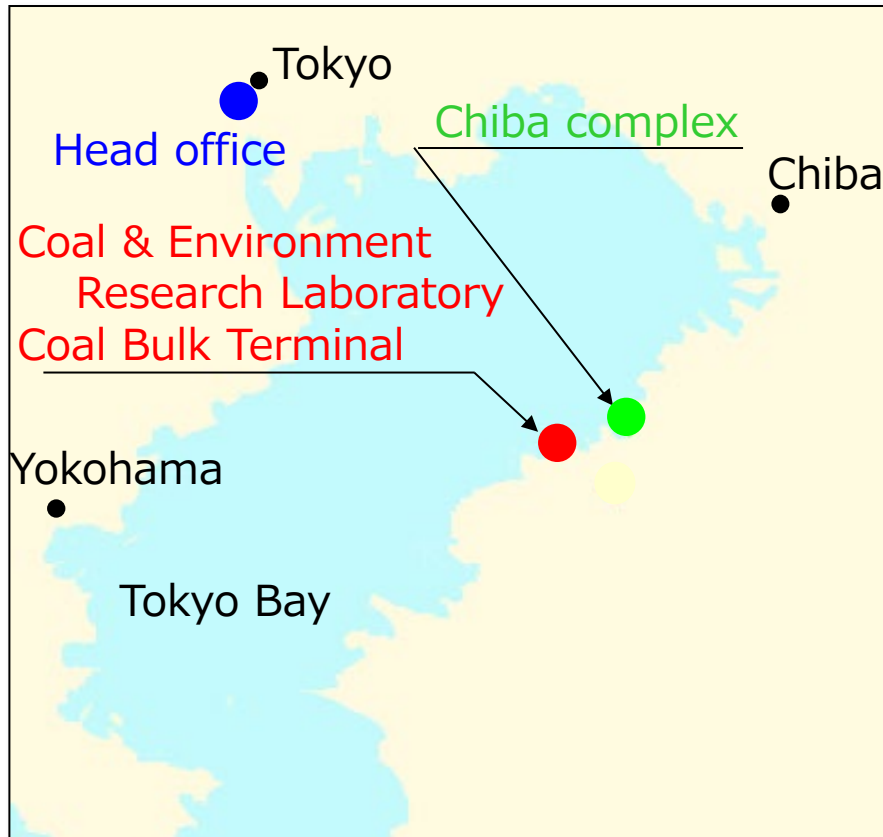 Tokyo
Head office
Chiba complex
Chiba
Coal & Environment
Research Laboratory
Coal Bulk Terminal
Yokohama
Tokyo Bay